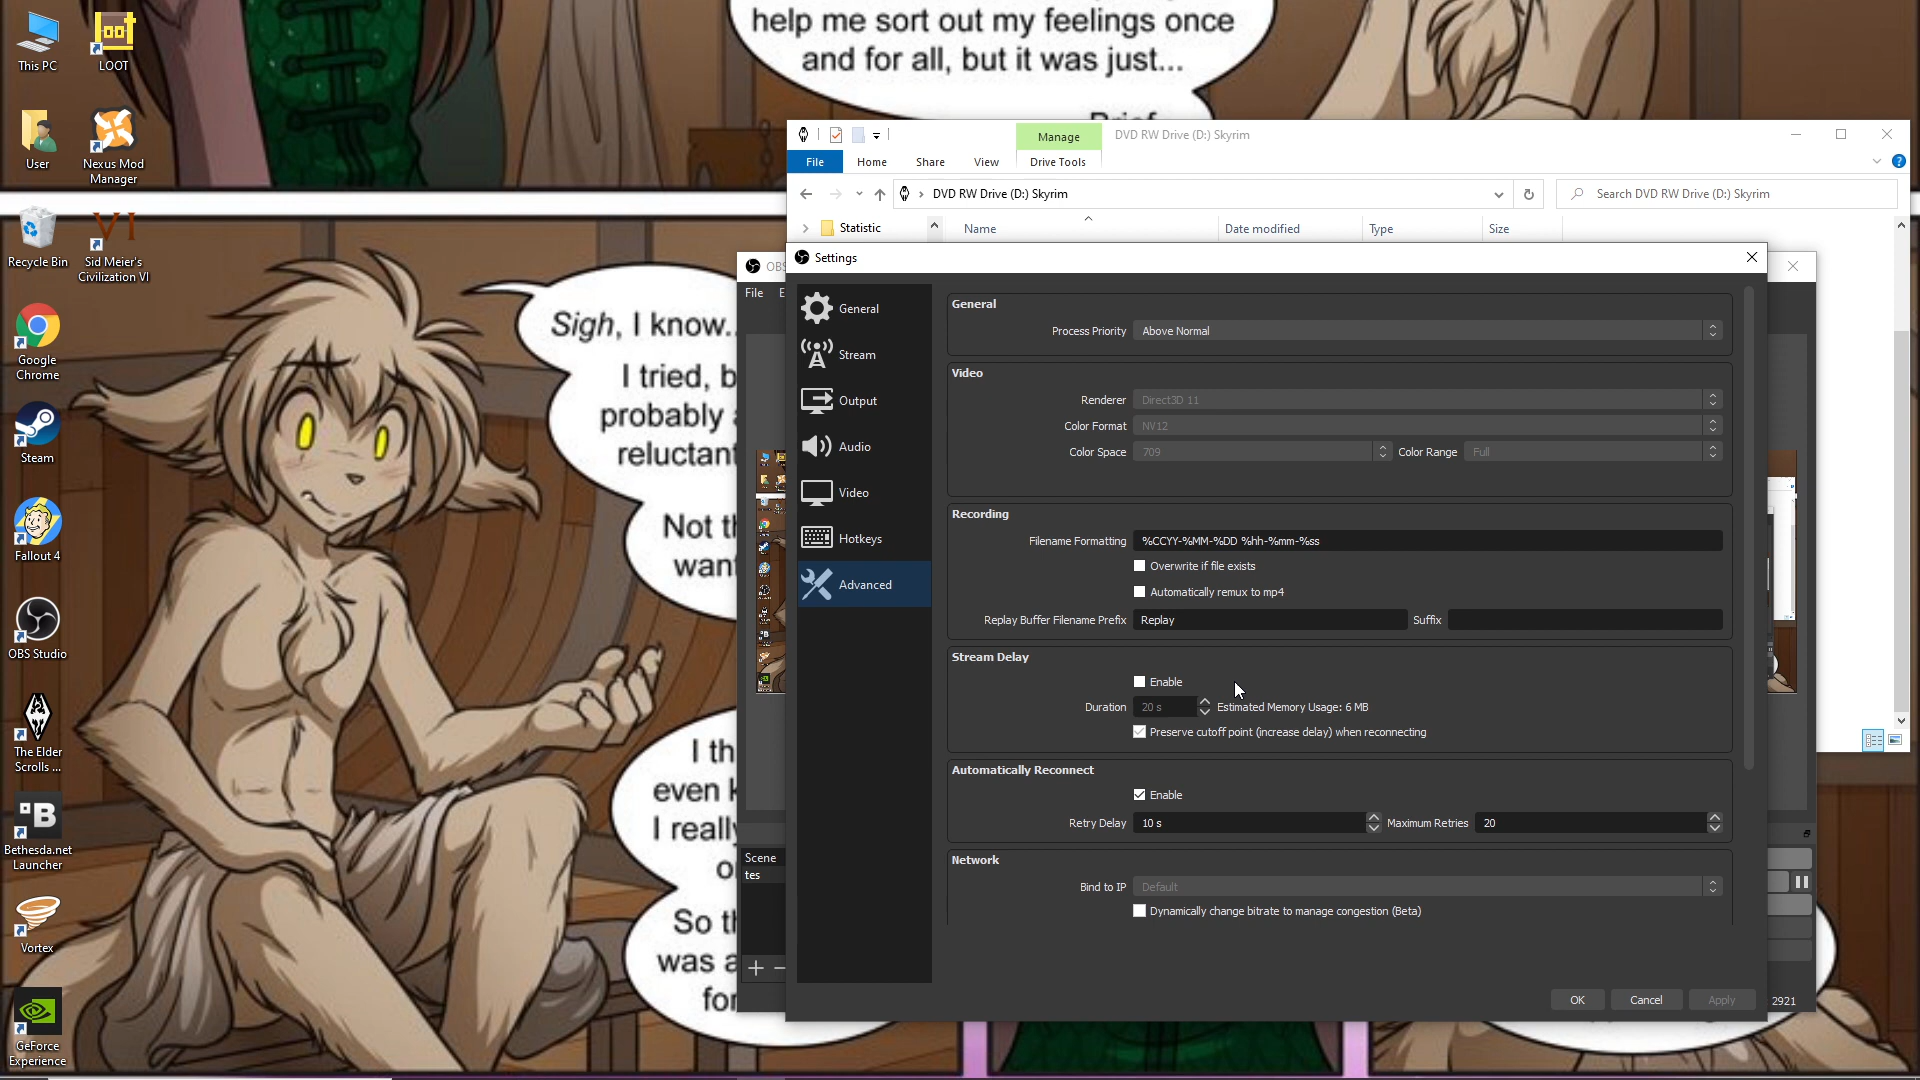 This PC
LOOT
User
Nexus Mod
Manager
Recycle Bin
Sid Meier's
Civilization VI
Google
Chrome
Steam
Fallout 4
OBS Studio
The Elder
Scrolls ...
Bethesda.net
Launcher
Vortex
GeForce
Experience
help me sort out my feelings once
and for all, but it was just...
Sigh, I know..
I tried, b
probably
reluctant
Not th
want
I th
even k
I really
So th
was a
for
Manage
DVD RW Drive (D:) Skyrim
File
Home
Share
View
Drive Tools
DVD RW Drive (D:) Skyrim
Search DVD RW Drive (D:) Skyrim
Statistic
Name
Date modified
Type
Size
OBS
File
E
Scene
tes
2921
Settings
General
Stream
Output
Audio
Video
Hotkeys
Advanced
General
Process Priority
Above Normal
Video
Renderer
Direct3D 11
Color Format
NV12
Color Space
709
Color Range
Full
Recording
Filename Formatting
%CCYY-%MM-%DD %hh-%mm-%ss
Overwrite if file exists
Automatically remux to mp4
Replay Buffer Filename Prefix
Replay
Suffix
Stream Delay
Enable
Duration
20 s
Estimated Memory Usage: 6 MB
Preserve cutoff point (increase delay) when reconnecting
Automatically Reconnect
Enable
Retry Delay
10 s
Maximum Retries
20
Network
Bind to IP
Default
Dynamically change bitrate to manage congestion (Beta)
OK
Cancel
Apply